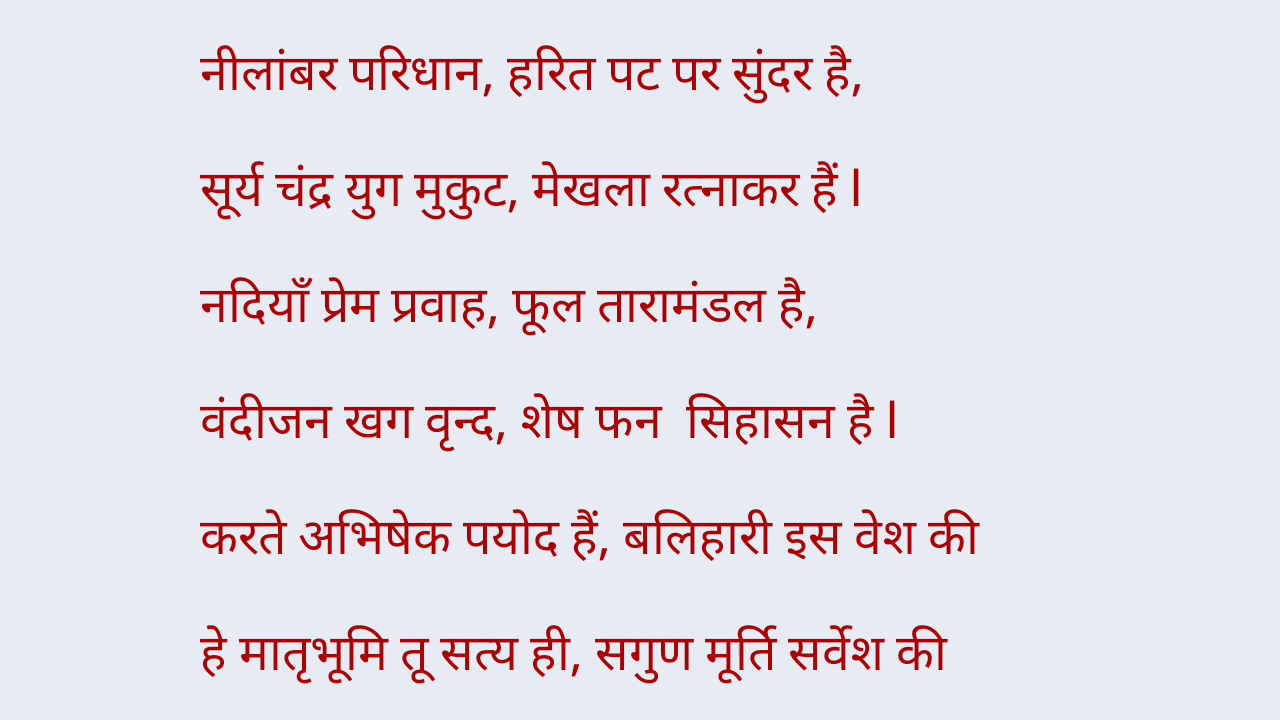 नीलांबर परिधान, हरित पट पर सुंदर है,
सूर्य चंद्र युग मुकुट, मेखला रत्नाकर हैं l
नदियाँ प्रेम प्रवाह, फूल तारामंडल है,
वंदीजन खग वृन्द, शेष फन  सिहासन है l
करते अभिषेक पयोद हैं, बलिहारी इस वेश की
हे मातृभूमि तू सत्य ही, सगुण मूर्ति सर्वेश की